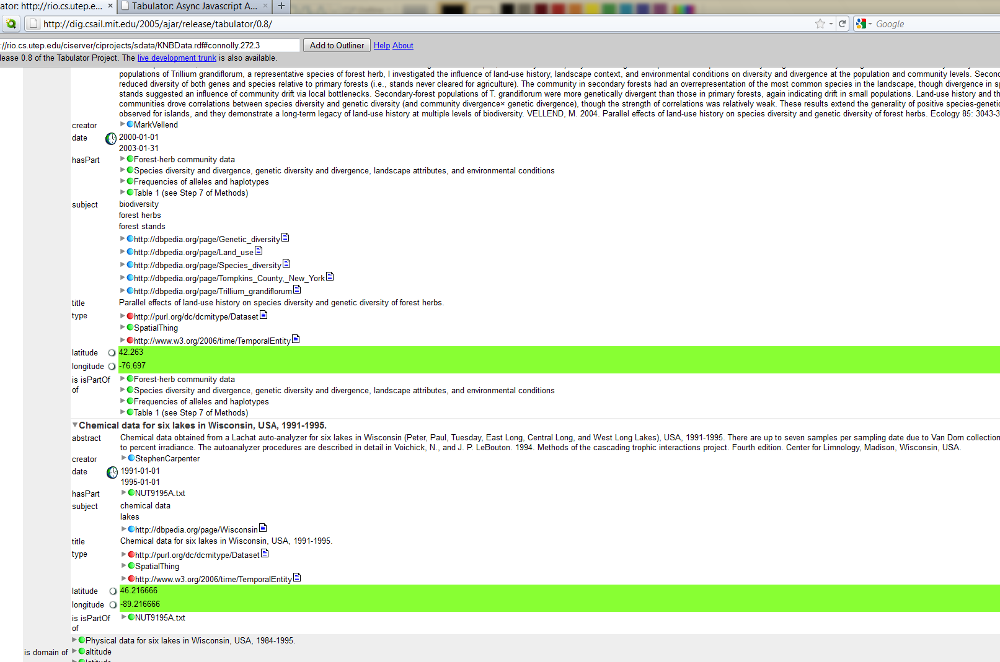 ator: http://rio.cs.utep.e... × Tabulator: Async Javascript A... × +
http://dig.csail.mit.edu/2005/ajar/release/tabulator/0.8/ Google
://rio.cs.utep.edu/ciserver/ciprojects/sdata/KNBData.rdf#connolly.272.3 Add to Outliner Help About
lease 0.8 of the Tabulator Project. The live development trunk is also available.
populations of Trillium grandiflorum, a representative species of forest herb, I investigated the influence of land-use history, landscape context, and environmental conditions on diversity and divergence at the population and community levels. Secon
reduced diversity of both genes and species relative to primary forests (i.e., stands never cleared for agriculture). The community in secondary forests had an overrepresentation of the most common species in the landscape, though divergence in sp
stands suggested an influence of community drift via local bottlenecks. Secondary-forest populations of T. grandiflorum were more genetically divergent than those in primary forests, again indicating drift in small populations. Land-use history and th
communities drove correlations between species diversity and genetic diversity (and community divergence× genetic divergence), though the strength of correlations was relatively weak. These results extend the generality of positive species-genetic
observed for islands, and they demonstrate a long-term legacy of land-use history at multiple levels of biodiversity. VELLEND, M. 2004. Parallel effects of land-use history on species diversity and genetic diversity of forest herbs. Ecology 85: 3043-3
creator MarkVellend
date 2000-01-01
2003-01-31
hasPart Forest-herb community data
Species diversity and divergence, genetic diversity and divergence, landscape attributes, and environmental conditions
Frequencies of alleles and haplotypes
Table 1 (see Step 7 of Methods)
subject biodiversity
forest herbs
forest stands
http://dbpedia.org/page/Genetic_diversity
http://dbpedia.org/page/Land_use
http://dbpedia.org/page/Species_diversity
http://dbpedia.org/page/Tompkins_County,_New_York
http://dbpedia.org/page/Trillium_grandiflorum
title Parallel effects of land-use history on species diversity and genetic diversity of forest herbs.
type http://purl.org/dc/dcmitype/Dataset
SpatialThing
http://www.w3.org/2006/time/TemporalEntity
latitude 42.263
longitude -76.697
is isPartOf of Forest-herb community data
Species diversity and divergence, genetic diversity and divergence, landscape attributes, and environmental conditions
Frequencies of alleles and haplotypes
Table 1 (see Step 7 of Methods)
Chemical data for six lakes in Wisconsin, USA, 1991-1995.
abstract Chemical data obtained from a Lachat auto-analyzer for six lakes in Wisconsin (Peter, Paul, Tuesday, East Long, Central Long, and West Long Lakes), USA, 1991-1995. There are up to seven samples per sampling date due to Van Dorn collection
to percent irradiance. The autoanalyzer procedures are described in detail in Voichick, N., and J. P. LeBouton. 1994. Methods of the cascading trophic interactions project. Fourth edition. Center for Limnology, Madison, Wisconsin, USA.
creator StephenCarpenter
date 1991-01-01
1995-01-01
hasPart NUT9195A.txt
subject chemical data
lakes
http://dbpedia.org/page/Wisconsin
title Chemical data for six lakes in Wisconsin, USA, 1991-1995.
type http://purl.org/dc/dcmitype/Dataset
SpatialThing
http://www.w3.org/2006/time/TemporalEntity
latitude 46.216666
longitude -89.216666
is isPartOf of NUT9195A.txt
Physical data for six lakes in Wisconsin, USA, 1984-1995.
is domain of altitude